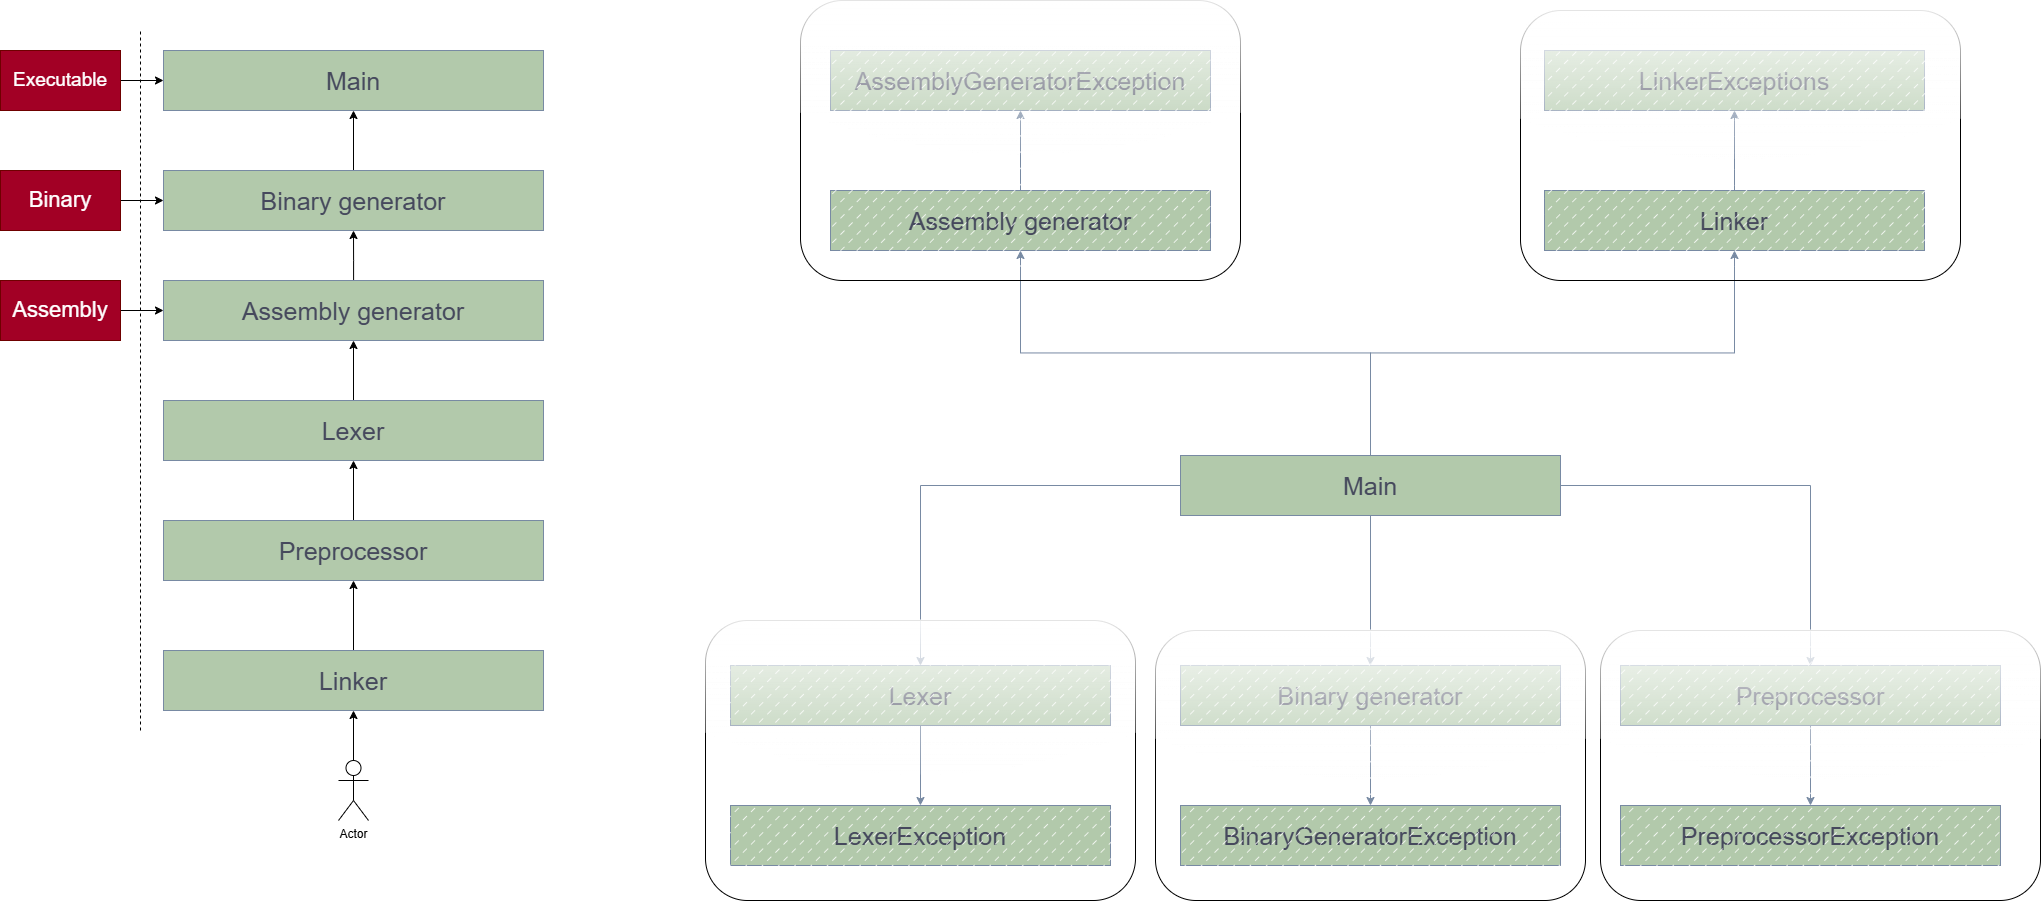 Executable
Main
Binary
Binary generator
Assembly
Assembly generator
Lexer
Preprocessor
Linker
Actor
AssemblyGeneratorException
LinkerExceptions
Assembly generator
Linker
Main
Lexer
Binary generator
Preprocessor
LexerException
BinaryGeneratorException
PreprocessorException